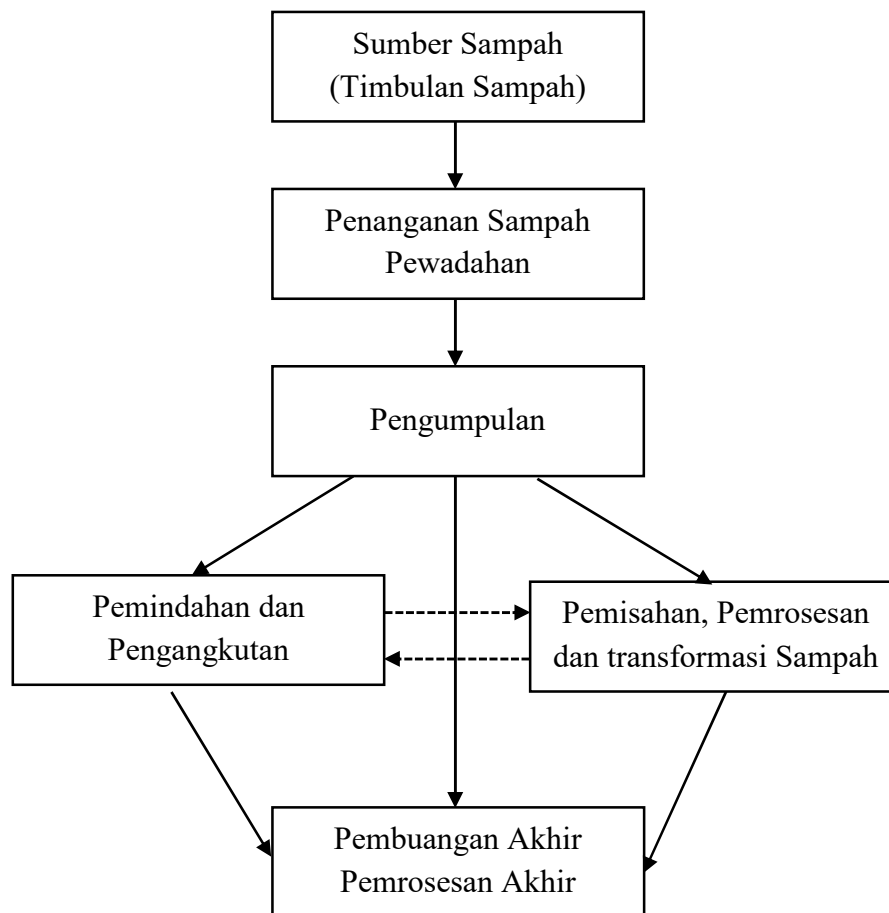 Sumber Sampah
(Timbulan Sampah)
Penanganan Sampah
Pewadahan
Pengumpulan
Pemindahan dan
Pengangkutan
Pemisahan, Pemrosesan
dan transformasi Sampah
Pembuangan Akhir
Pemrosesan Akhir